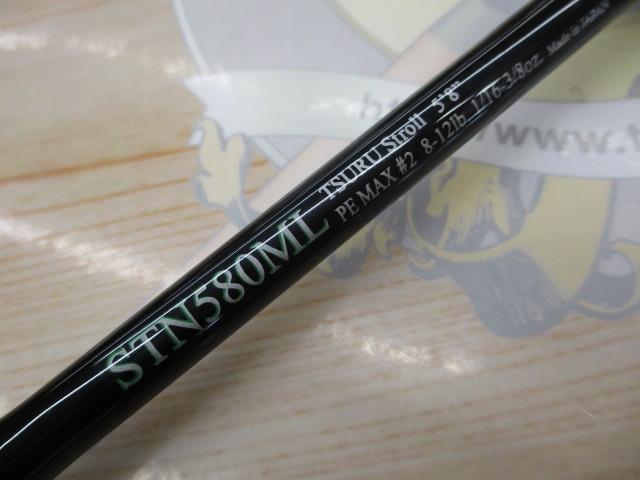 STN580ML
TSURU Stroll 5'8"
PE MAX #2 8-12lb 1/16-3/8oz. Made in JAPAN